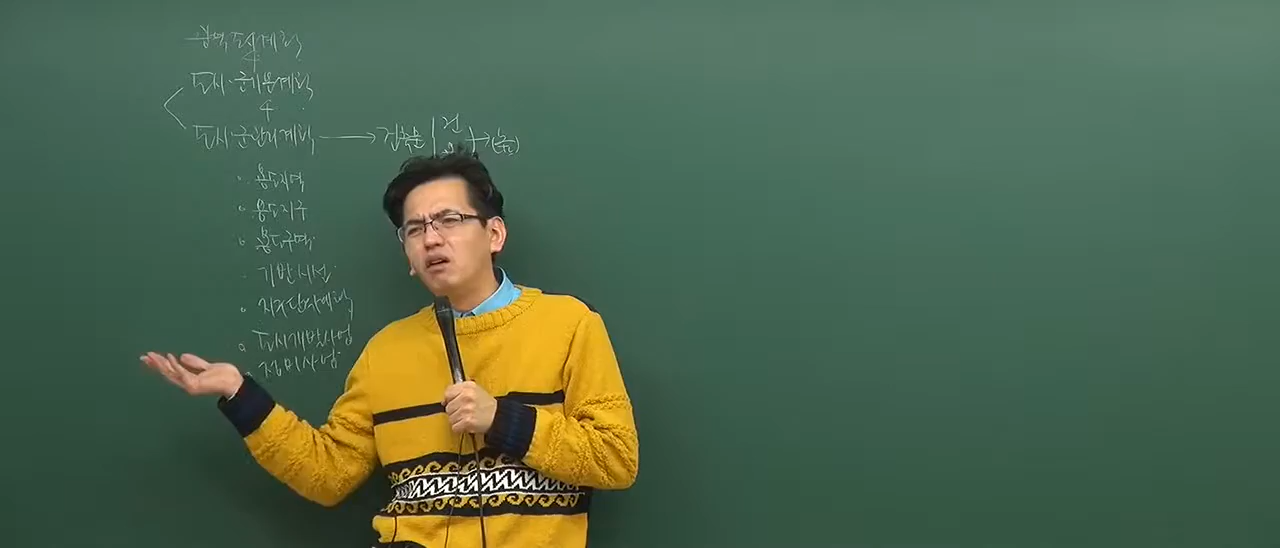 광역도시계획
도시·군기본계획
도시·군관리계획 → 건축물 건
용도지역
용도지구
용도구역
기반시설
지구단위계획
도시개발사업
정비사업